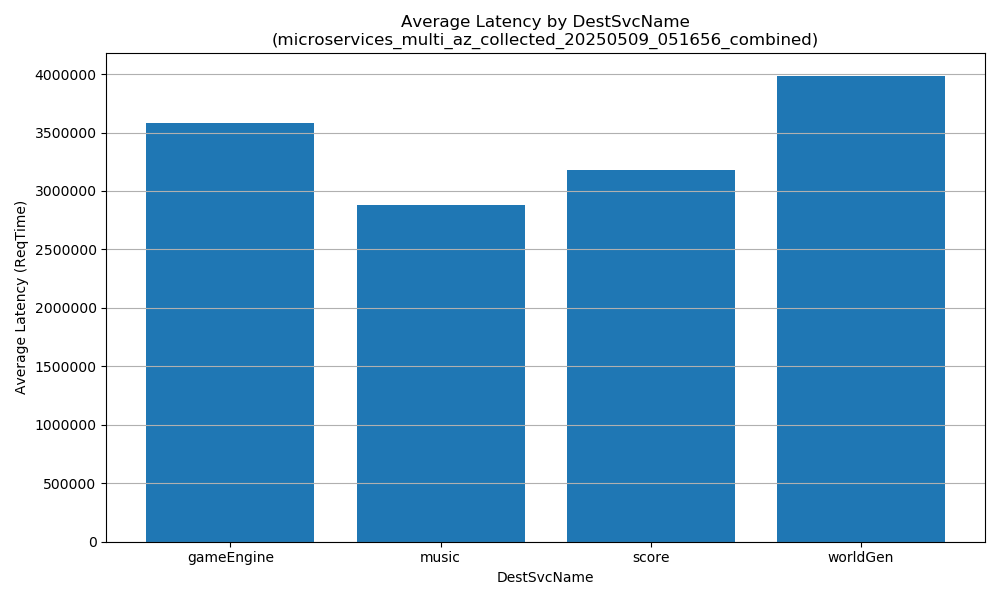 Average Latency by DestSvcName
(microservices_multi_az_collected_20250509_051656_combined)
Average Latency (ReqTime)
4000000
3500000
3000000
2500000
2000000
1500000
1000000
500000
0
gameEngine
music
score
worldGen
DestSvcName